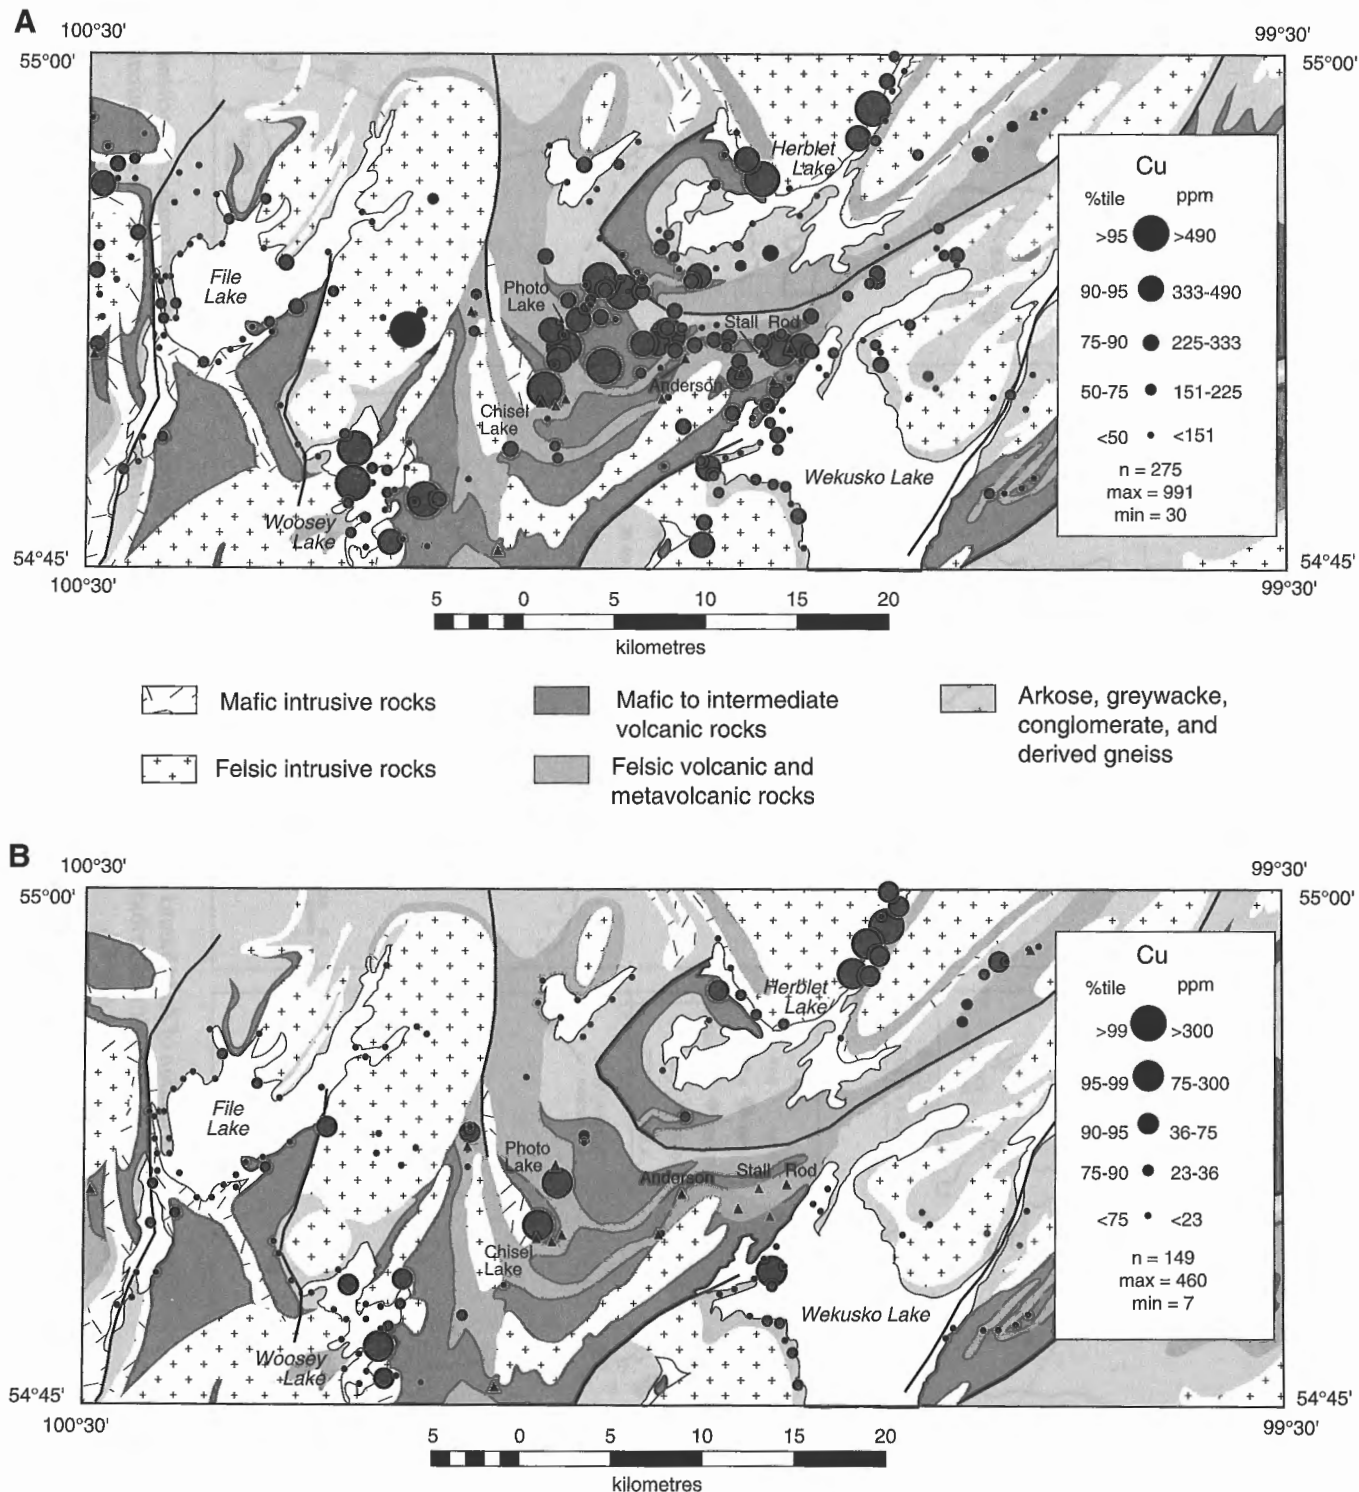 A
100°30'
99°30'
55°00'
55°00'
Herblet
Lake
File
Lake
Photo
Lake
Stall Rod
Anderson
Chisel
Lake
Wekusko Lake
Woosey
Lake
Cu
%tile ppm
>95 >490
90-95 333-490
75-90 225-333
50-75 151-225
<50 <151
n = 275
max = 991
min = 30
54°45'
54°45'
100°30'
99°30'
5 0 5 10 15 20
kilometres
Mafic intrusive rocks
Felsic intrusive rocks
Mafic to intermediate
volcanic rocks
Felsic volcanic and
metavolcanic rocks
Arkose, greywacke,
conglomerate, and
derived gneiss
B
100°30'
99°30'
55°00'
55°00'
Herblet
Lake
File
Lake
Photo
Lake
Anderson
Stall Rod
Chisel
Lake
Wekusko Lake
Woosey
Lake
Cu
%tile ppm
>99 >300
95-99 75-300
90-95 36-75
75-90 23-36
<75 <23
n = 149
max = 460
min = 7
54°45'
54°45'
100°30'
99°30'
5 0 5 10 15 20
kilometres